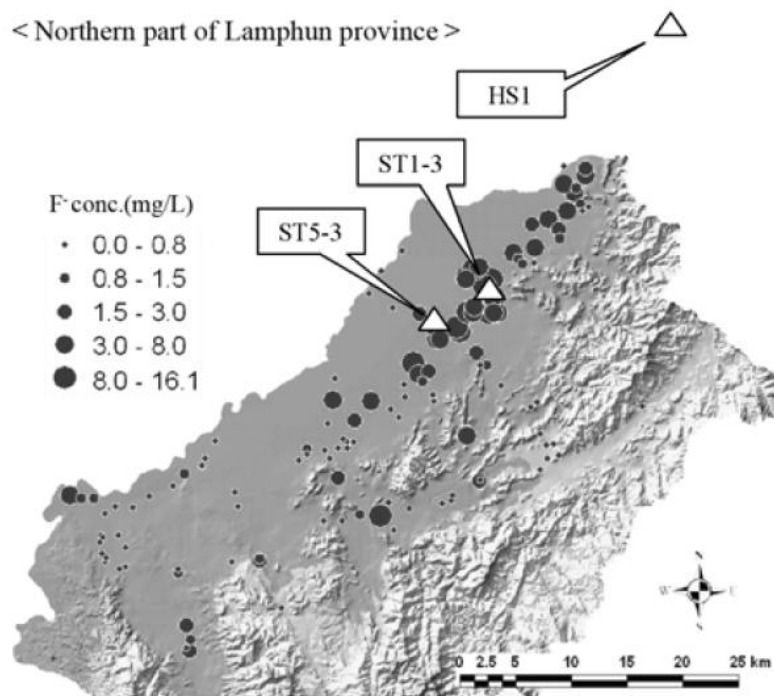 < Northern part of Lamphun province >
HS1
ST1-3
ST5-3
F⁻ conc.(mg/L)
0.0 - 0.8
0.8 - 1.5
1.5 - 3.0
3.0 - 8.0
8.0 - 16.1
W E
0 2.5 5 10 15 20 25 km